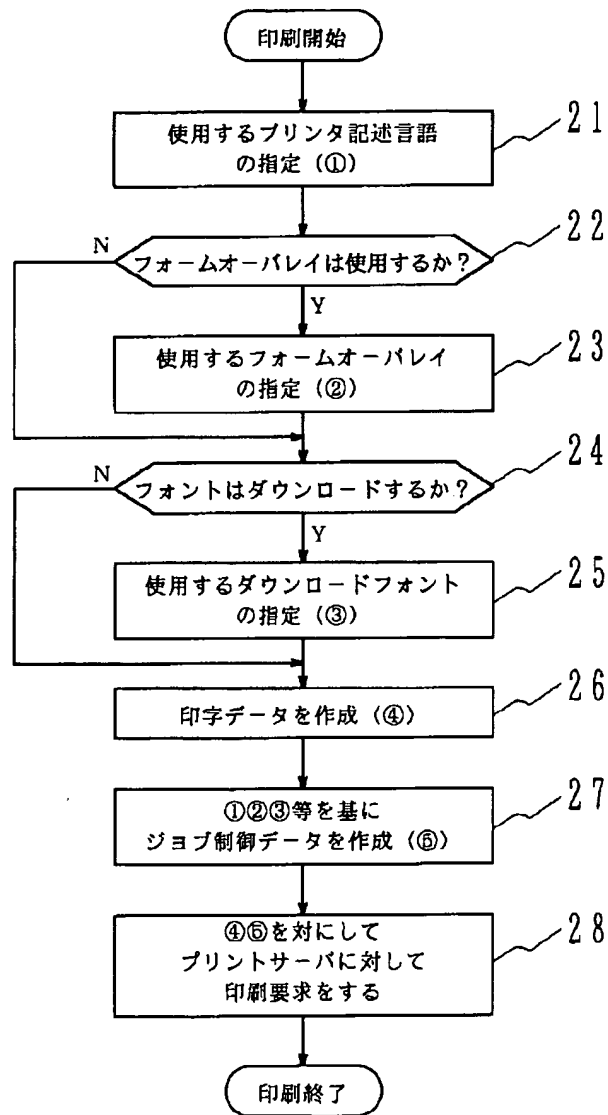 印刷開始
使用するプリンタ記述言語
の指定(①)
21
フォームオーバレイは使用するか?
22
N
Y
使用するフォームオーバレイ
の指定(②)
23
フォントはダウンロードするか?
24
N
Y
使用するダウンロードフォント
の指定(③)
25
印字データを作成(④)
26
①②③等を基に
ジョブ制御データを作成(⑤)
27
④⑤を対にして
プリントサーバに対して
印刷要求をする
28
印刷終了